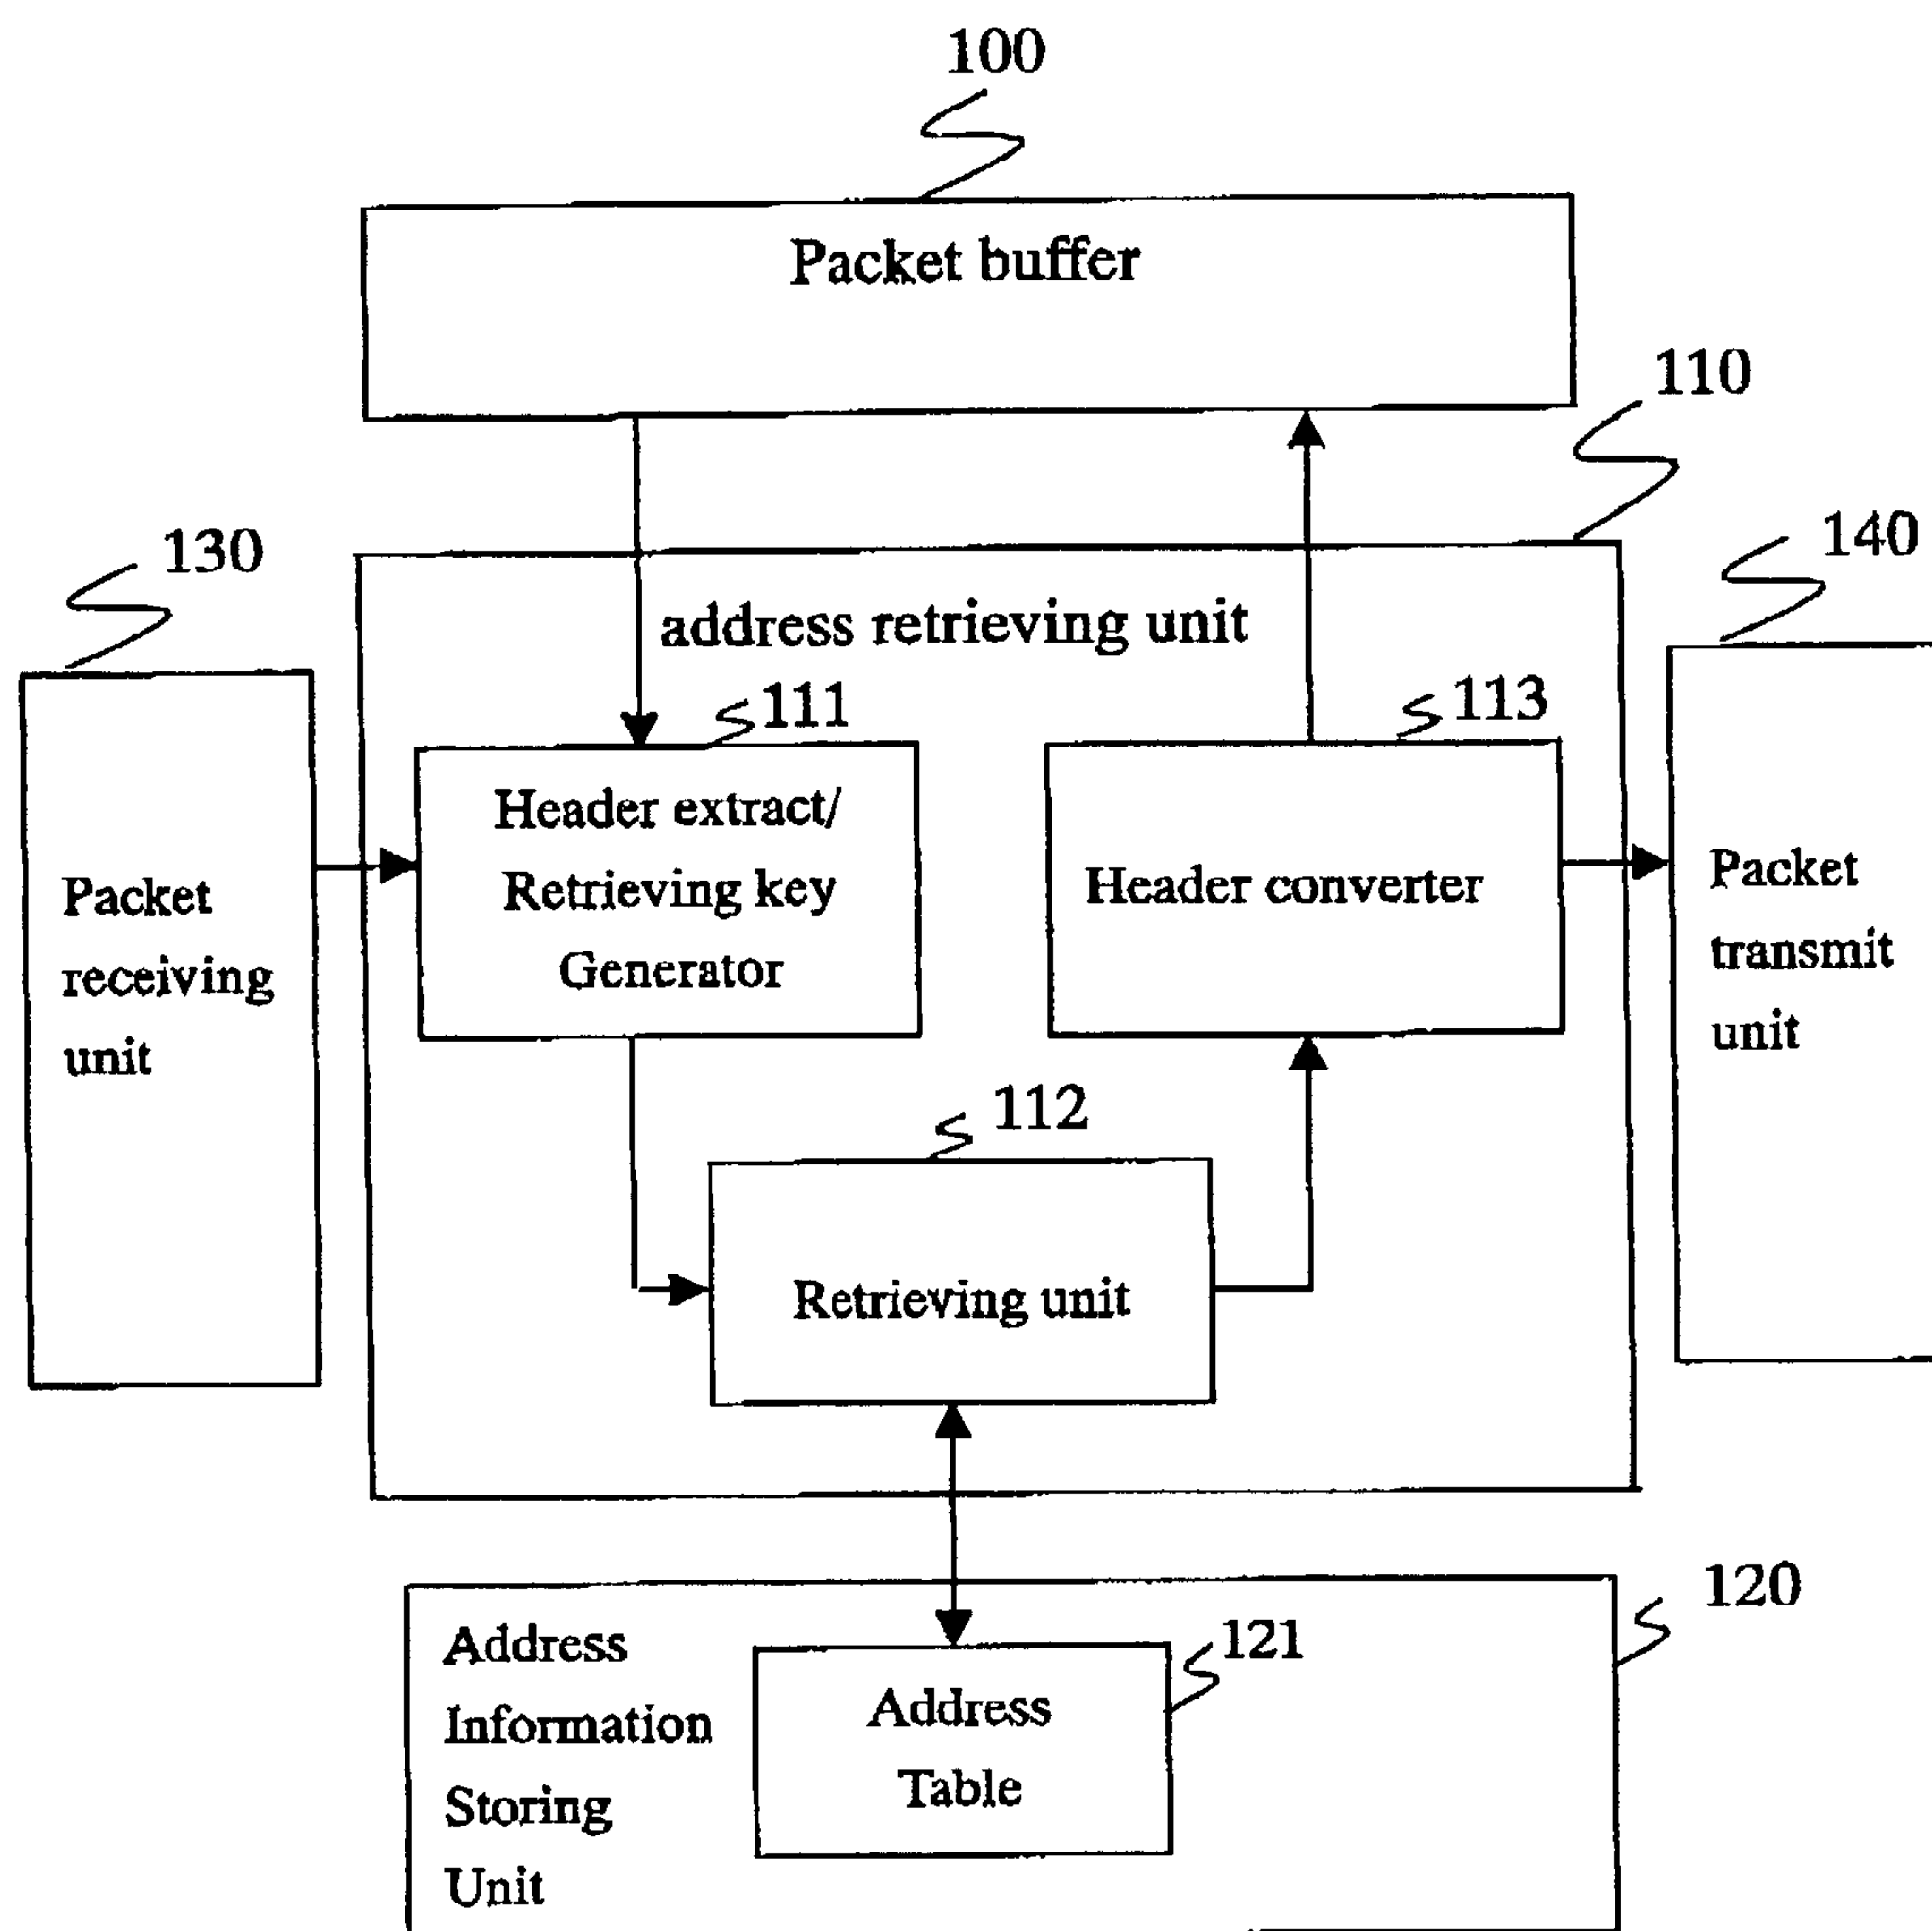 100
Packet buffer
110
130
140
address retrieving unit
111
113
Header extract/
Retrieving key
Generator
Header converter
Packet
receiving
unit
Packet
transmit
unit
112
Retrieving unit
120
121
Address
Information
Storing
Unit
Address
Table